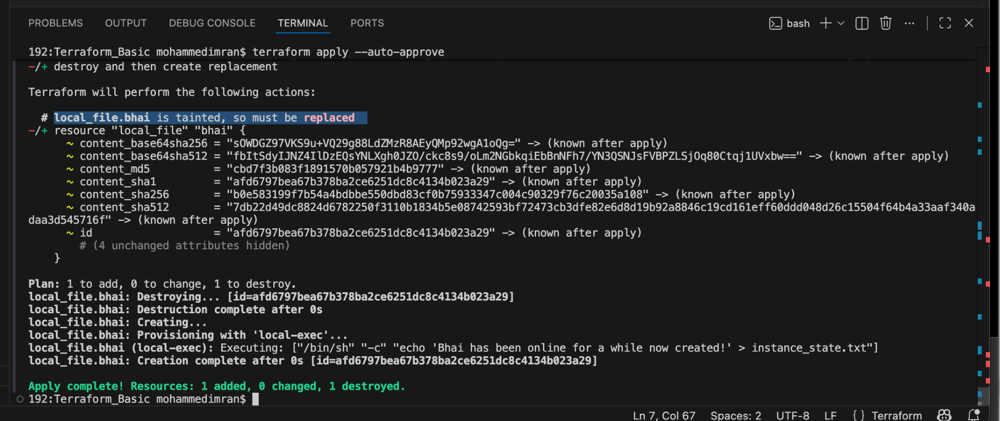 PROBLEMS OUTPUT DEBUG CONSOLE TERMINAL PORTS bash
192:Terraform_Basic mohammedimran$ terraform apply --auto-approve
-/+ destroy and then create replacement
Terraform will perform the following actions:
# local_file.bhai is tainted, so must be replaced
-/+ resource "local_file" "bhai" {
~ content_base64sha256 = "sOWDGZ97VKS9u+VQ29g88LdZMzR8AEyQMp92wgA1oQg=" -> (known after apply)
~ content_base64sha512 = "fbItSdyIJNZ4IlDzEQsYNLXgh0JZO/ckc8s9/oLm2NGbkqiEbBnNFh7/YN3QSNJsFVBPZLSjOq80Ctqj1UVxbw==" -> (known after apply)
~ content_md5 = "cbd7f3b083f1891570b057921b4b9777" -> (known after apply)
~ content_sha1 = "afd6797bea67b378ba2ce6251dc8c4134b023a29" -> (known after apply)
~ content_sha256 = "b0e583199f7b54a4bdbbe550dbd83cf0b75933347c004c90329f76c20035a108" -> (known after apply)
~ content_sha512 = "7db22d49dc8824d6782250f3110b1834b5e08742593bf72473cb3dfe82e6d8d19b92a8846c19cd161eff60ddd048d26c15504f64b4a33aaf340a
daa3d545716f" -> (known after apply)
~ id = "afd6797bea67b378ba2ce6251dc8c4134b023a29" -> (known after apply)
# (4 unchanged attributes hidden)
}
Plan: 1 to add, 0 to change, 1 to destroy.
local_file.bhai: Destroying... [id=afd6797bea67b378ba2ce6251dc8c4134b023a29]
local_file.bhai: Destruction complete after 0s
local_file.bhai: Creating...
local_file.bhai: Provisioning with 'local-exec'...
local_file.bhai (local-exec): Executing: ["/bin/sh" "-c" "echo 'Bhai has been online for a while now created!' > instance_state.txt"]
local_file.bhai: Creation complete after 0s [id=afd6797bea67b378ba2ce6251dc8c4134b023a29]
Apply complete! Resources: 1 added, 0 changed, 1 destroyed.
192:Terraform_Basic mohammedimran$
Ln 7, Col 67 Spaces: 2 UTF-8 LF {} Terraform